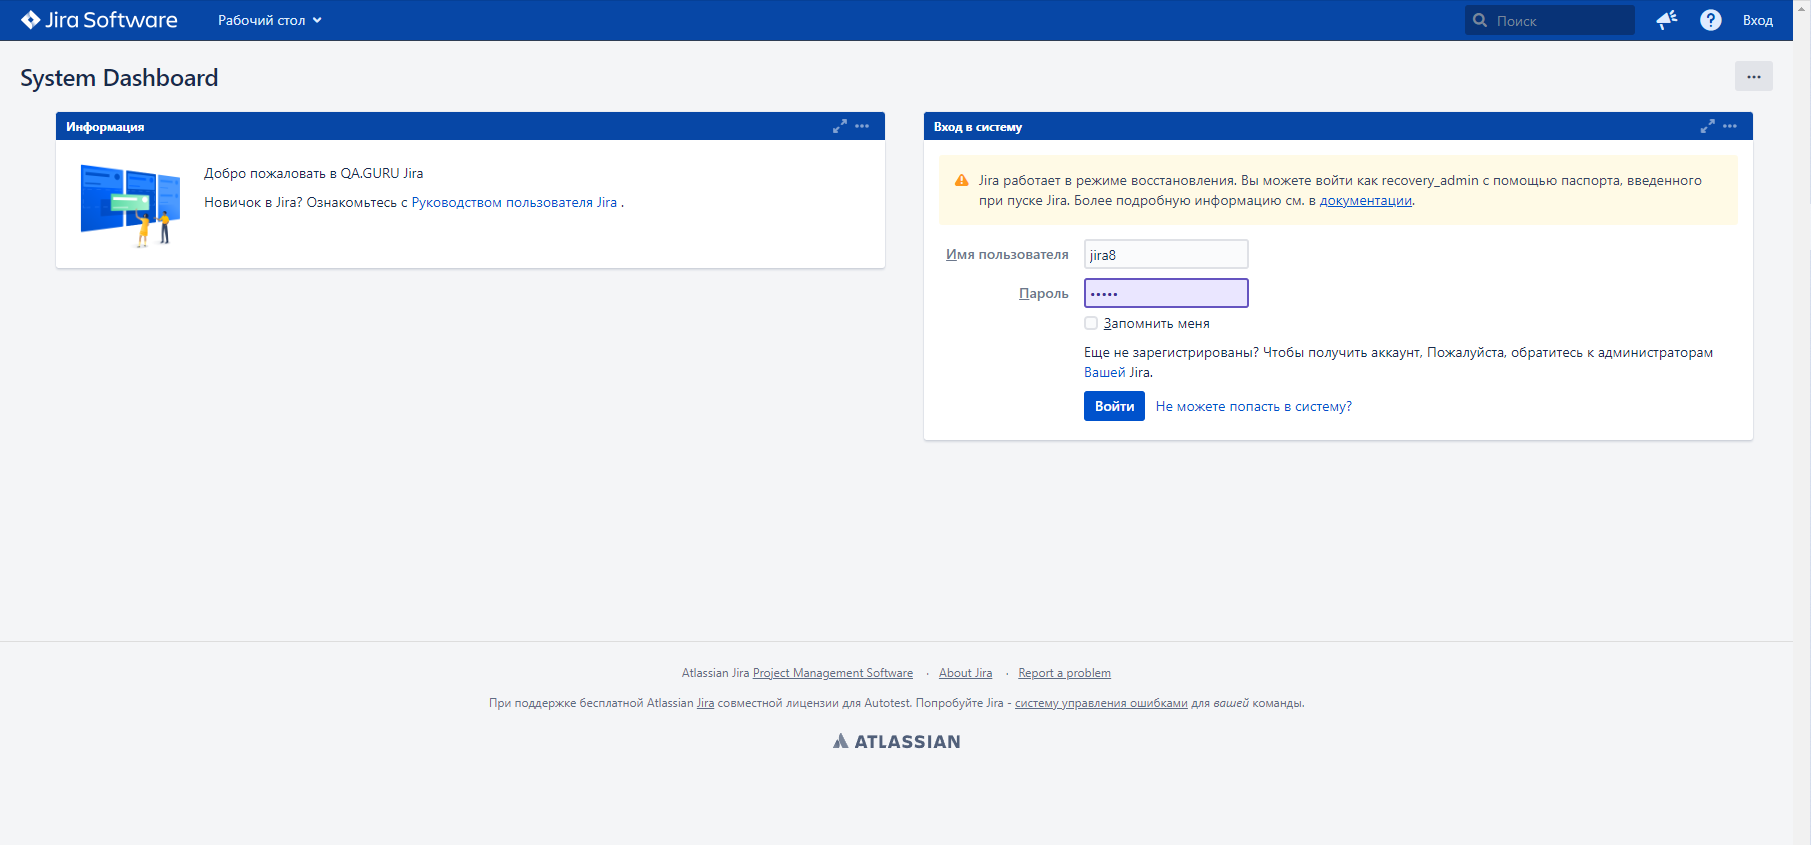 Jira Software
Рабочий стол
Поиск
Вход
System Dashboard
Информация
Добро пожаловать в QA.GURU Jira
Новичок в Jira? Ознакомьтесь с Руководством пользователя Jira .
Вход в систему
Jira работает в режиме восстановления. Вы можете войти как recovery_admin с помощью паспорта, введенного
при пуске Jira. Более подробную информацию см. в документации.
Имя пользователя
jira8
Пароль
•••••
Запомнить меня
Еще не зарегистрированы? Чтобы получить аккаунт, Пожалуйста, обратитесь к администраторам
Вашей Jira.
Войти
Не можете попасть в систему?
Atlassian Jira Project Management Software · About Jira · Report a problem
При поддержке бесплатной Atlassian Jira совместной лицензии для Autotest. Попробуйте Jira - систему управления ошибками для вашей команды.
ATLASSIAN